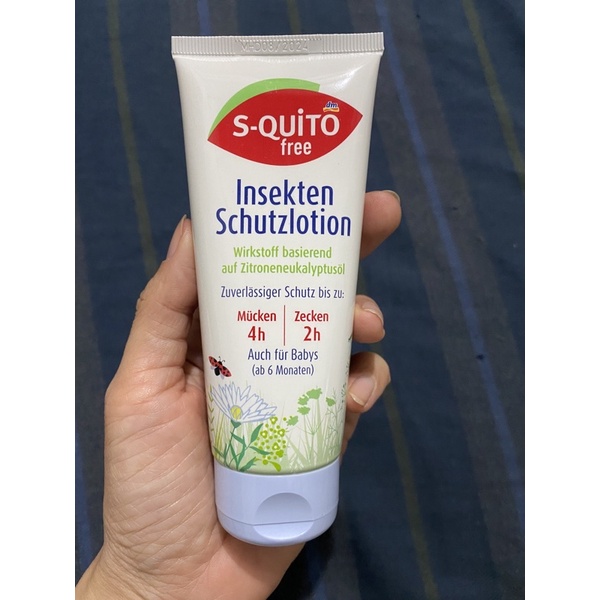 dm
S-QUITO
free
Insekten
Schutzlotion
Wirkstoff basierend
auf Zitroneneukalyptusöl
Zuverlässiger Schutz bis zu:
Mücken Zecken
4h 2h
Auch für Babys
(ab 6 Monaten)